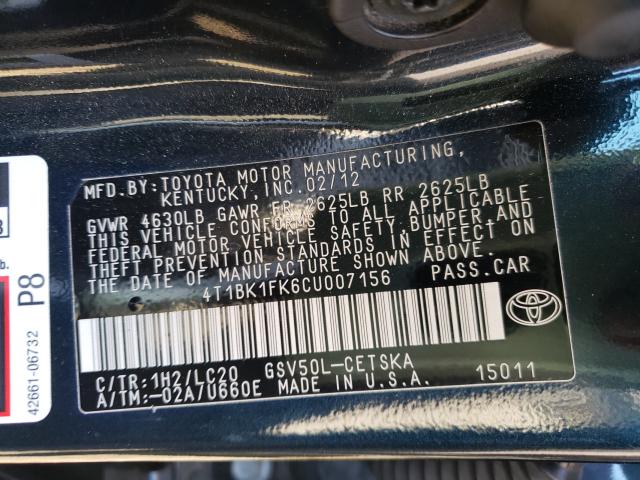 MFD.BY: TOYOTA MOTOR MANUFACTURING,
KENTUCKY, INC. 02/12
GVWR 4630LB GAWR FR 2625LB RR 2625LB
THIS VEHICLE CONFORMS TO ALL APPLICABLE
FEDERAL MOTOR VEHICLE SAFETY, BUMPER, AND
THEFT PREVENTION STANDARDS IN EFFECT ON
THE DATE OF MANUFACTURE SHOWN ABOVE.
4T1BK1FK6CU007156 PASS.CAR
C/TR: 1H2/LC20 GSV50L-CETSKA
A/TM:-02A/U660E MADE IN U.S.A. 15011
P8
42661-06732